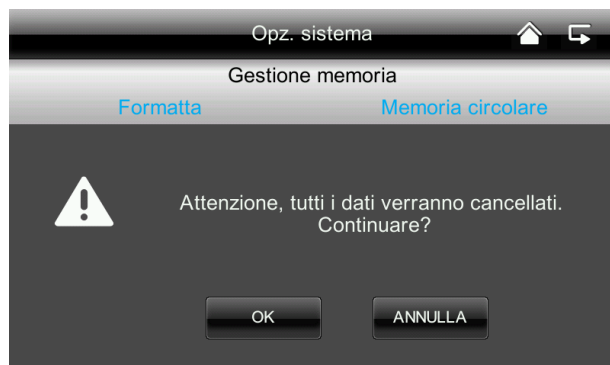 Opz. sistema
Gestione memoria
Formatta Memoria circolare
Attenzione, tutti i dati verranno cancellati.
Continuare?
OK ANNULLA